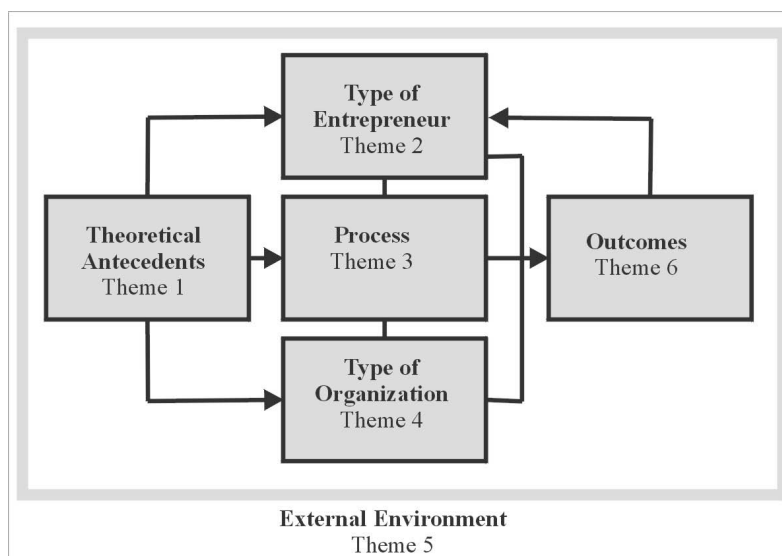 Type of
Entrepreneur
Theme 2
Theoretical
Antecedents
Theme 1
Process
Theme 3
Outcomes
Theme 6
Type of
Organization
Theme 4
External Environment
Theme 5